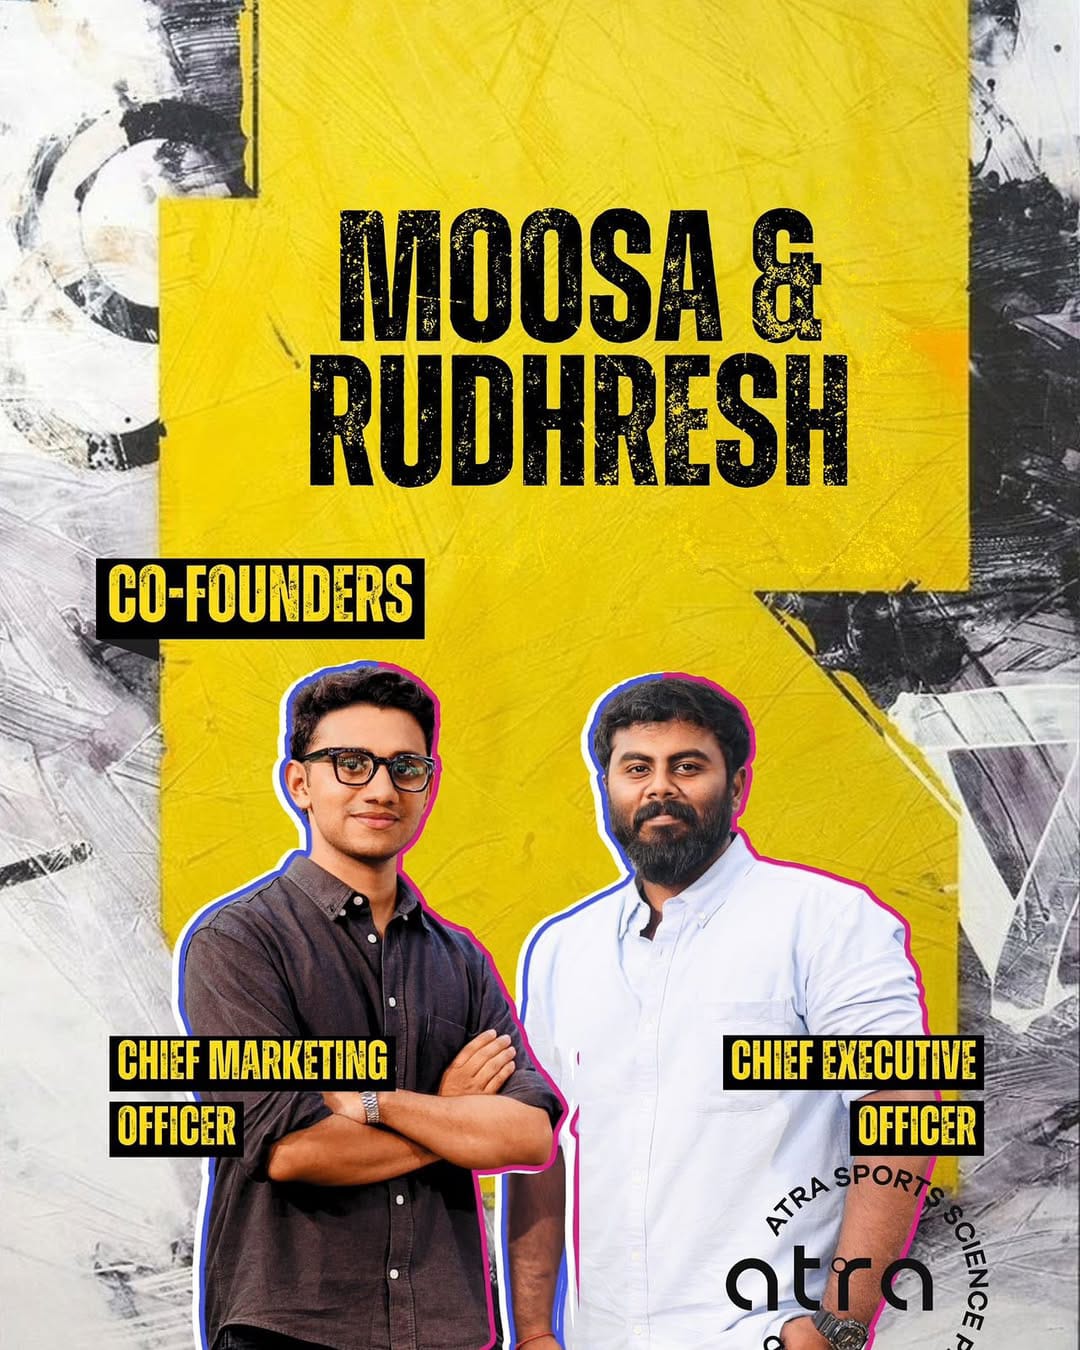 MOOSA &
RUDHRESH
CO-FOUNDERS
CHIEF MARKETING
OFFICER
CHIEF EXECUTIVE
OFFICER
ATRA SPORTS SCIENCE
atra